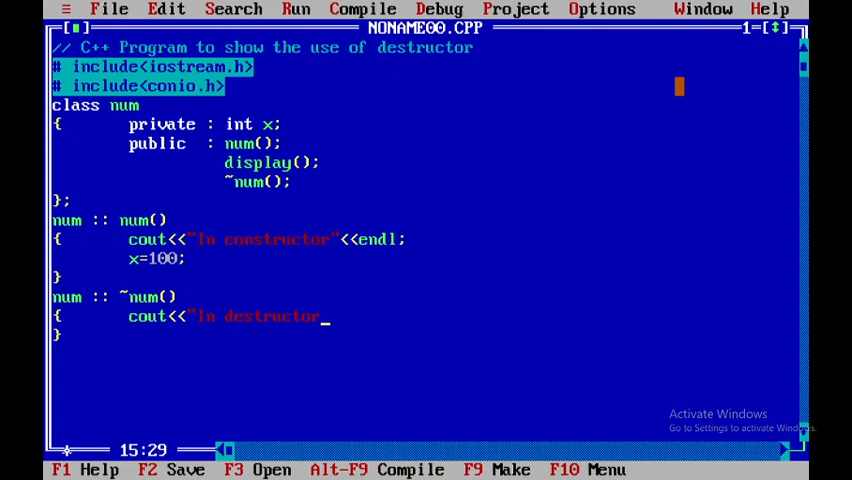 ≡ File Edit Search Run Compile Debug Project Options Window Help
[■] NONAME00.CPP 1=[↕]
// C++ Program to show the use of destructor
# include<iostream.h>
# include<conio.h>
class num
{ private : int x;
public : num();
display();
~num();
};
num :: num()
{ cout<<"In constructor"<<endl;
x=100;
}
num :: ~num()
{ cout<<"In destructor_
}
Activate Windows
Go to Settings to activate Windows.
15:29
F1 Help F2 Save F3 Open Alt-F9 Compile F9 Make F10 Menu